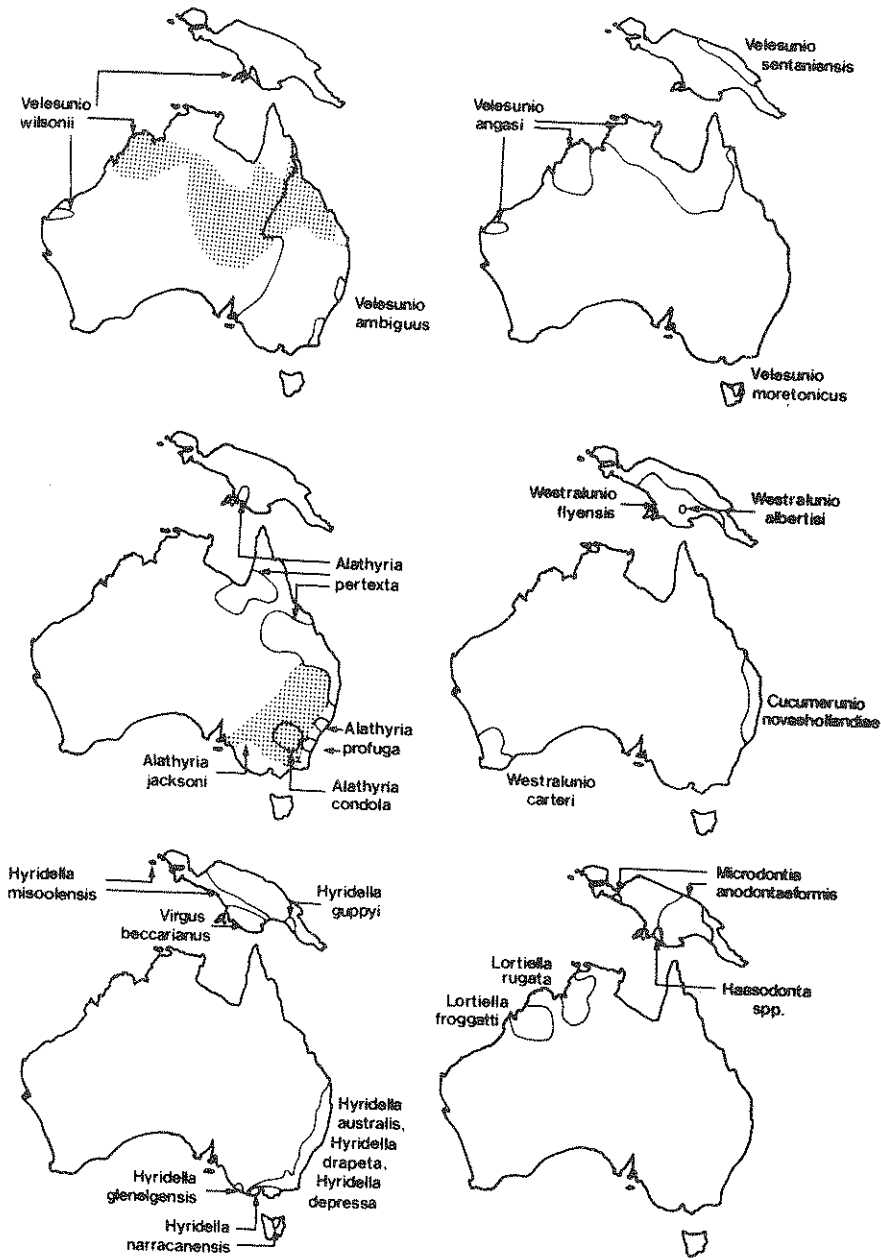 Velesunio
wilsonii
Velesunio
ambiguus
Velesunio
sentaniensis
Velesunio
angasi
Velesunio
moretonicus
Alathyria
pertexta
Alathyria
profuga
Alathyria
jacksoni
Alathyria
condola
Westralunio
flyensis
Westralunio
albertisi
Cucumerunio
novaehollandiae
Westralunio
carteri
Hyridella
misoolensis
Hyridella
guppyi
Virgus
beccarianus
Hyridella
australis,
Hyridella
drapeta,
Hyridella
depressa
Hyridella
glenelgensis
Hyridella
narracanensis
Microdontia
anodontaeformis
Lortiella
rugata
Lortiella
froggatti
Haasodonta
spp.